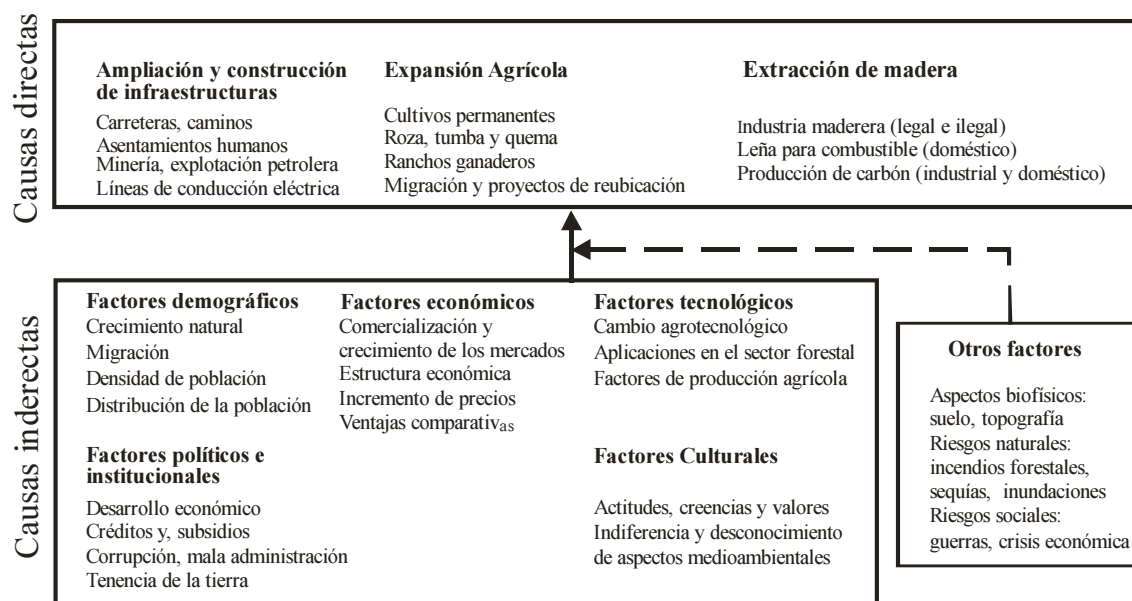 Causas directas
Ampliación y construcción
de infraestructuras
Carreteras, caminos
Asentamientos humanos
Minería, explotación petrolera
Líneas de conducción eléctrica
Expansión Agrícola
Cultivos permanentes
Roza, tumba y quema
Ranchos ganaderos
Migración y proyectos de reubicación
Extracción de madera
Industria maderera (legal e ilegal)
Leña para combustible (doméstico)
Producción de carbón (industrial y doméstico)
Causas inderectas
Factores demográficos
Crecimiento natural
Migración
Densidad de población
Distribución de la población
Factores económicos
Comercialización y
crecimiento de los mercados
Estructura económica
Incremento de precios
Ventajas comparativas
Factores tecnológicos
Cambio agrotecnológico
Aplicaciones en el sector forestal
Factores de producción agrícola
Factores políticos e
institucionales
Desarrollo económico
Créditos y, subsidios
Corrupción, mala administración
Tenencia de la tierra
Factores Culturales
Actitudes, creencias y valores
Indiferencia y desconocimiento
de aspectos medioambientales
Otros factores
Aspectos biofísicos:
suelo, topografía
Riesgos naturales:
incendios forestales,
sequías, inundaciones
Riesgos sociales:
guerras, crisis económica